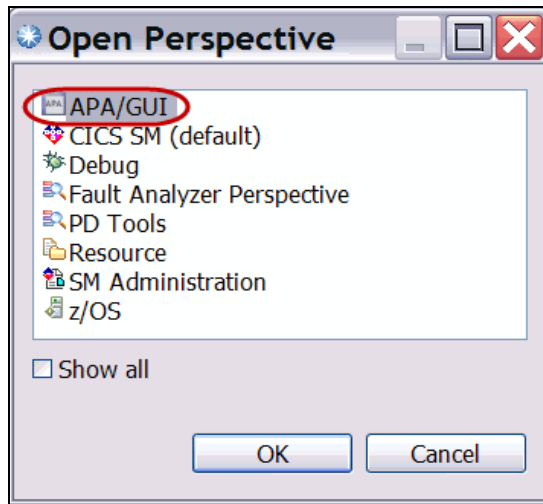 Open Perspective
APA APA/GUI
CICS SM (default)
Debug
Fault Analyzer Perspective
PD Tools
Resource
SM Administration
z/OS
Show all
OK Cancel